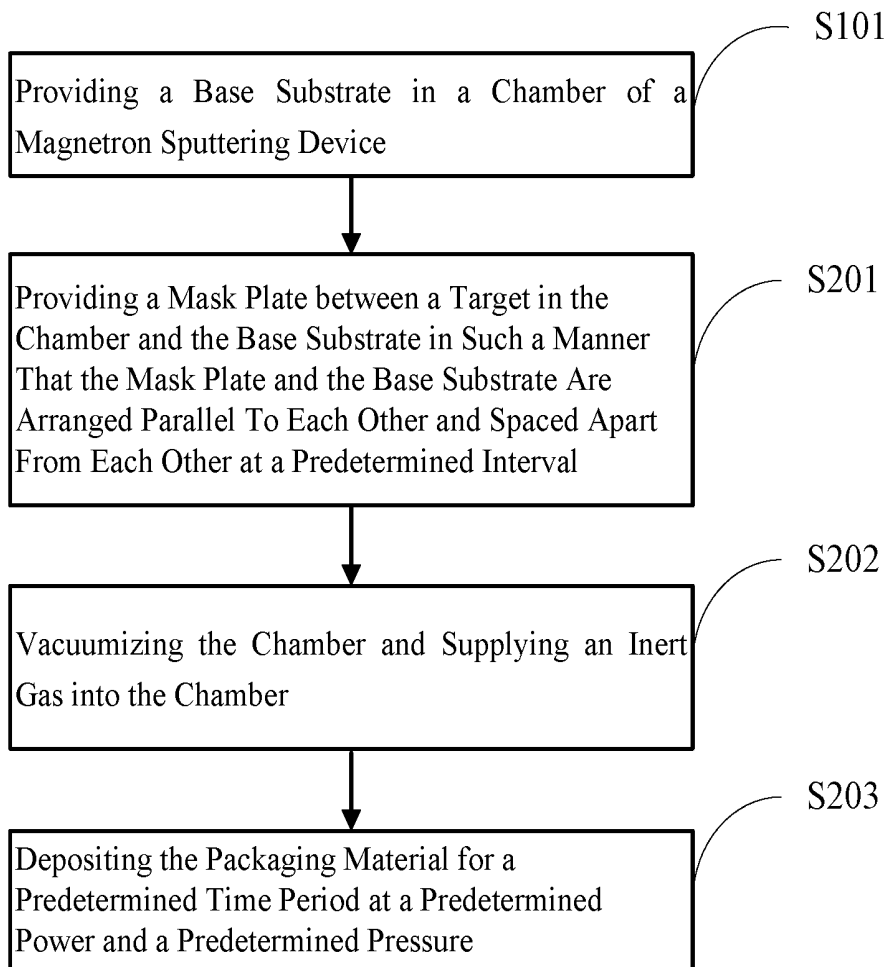 S101
Providing a Base Substrate in a Chamber of a
Magnetron Sputtering Device
S201
Providing a Mask Plate between a Target in the
Chamber and the Base Substrate in Such a Manner
That the Mask Plate and the Base Substrate Are
Arranged Parallel To Each Other and Spaced Apart
From Each Other at a Predetermined Interval
S202
Vacuumizing the Chamber and Supplying an Inert
Gas into the Chamber
S203
Depositing the Packaging Material for a
Predetermined Time Period at a Predetermined
Power and a Predetermined Pressure